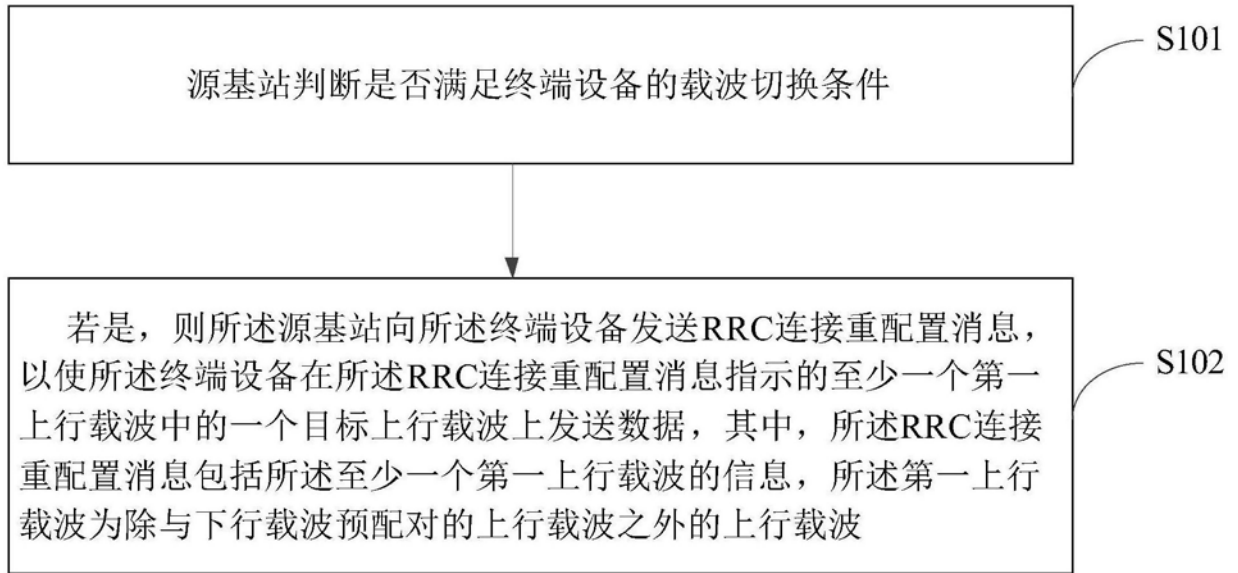 源基站判断是否满足终端设备的载波切换条件
S101
若是，则所述源基站向所述终端设备发送RRC连接重配置消息，
以使所述终端设备在所述RRC连接重配置消息指示的至少一个第一
上行载波中的一个目标上行载波上发送数据，其中，所述RRC连接
重配置消息包括所述至少一个第一上行载波的信息，所述第一上行
载波为除与下行载波预配对的上行载波之外的上行载波
S102